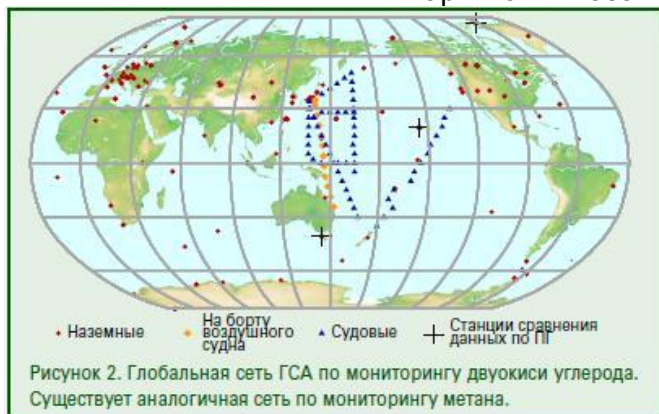 Наземные
На борту
воздушного
судна
Судовые
Станции сравнения
данных по ПГ
Рисунок 2. Глобальная сеть ГСА по мониторингу двуокиси углерода.
Существует аналогичная сеть по мониторингу метана.